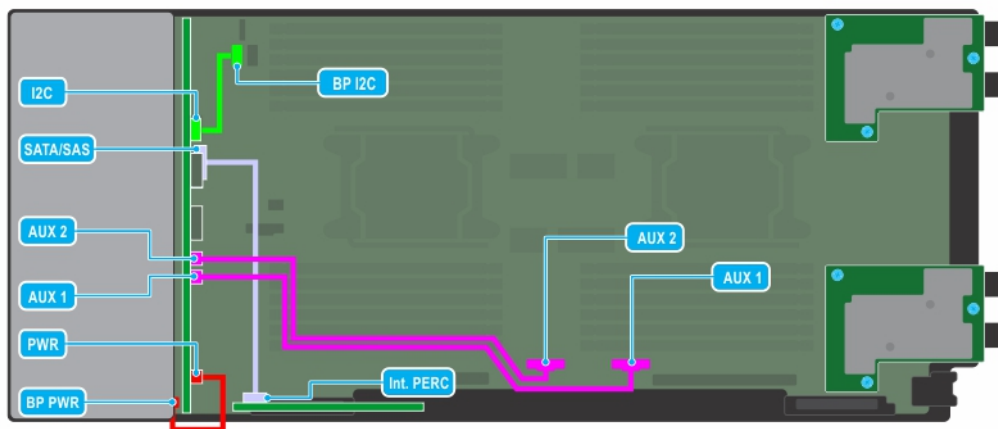 I2C
BP I2C
SATA/SAS
AUX 2
AUX 2
AUX 1
AUX 1
PWR
Int. PERC
BP PWR